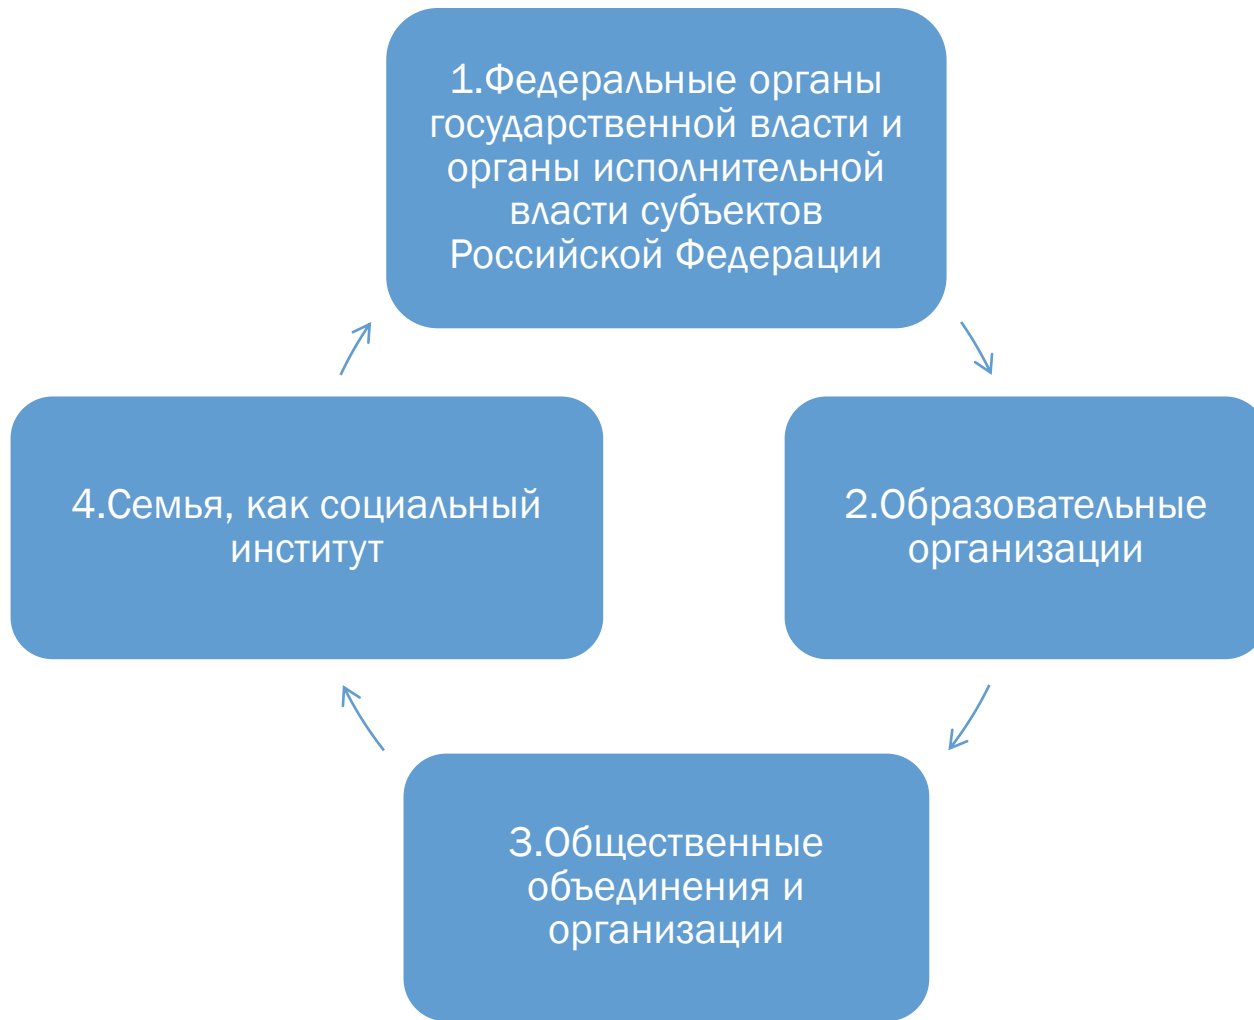 1.Федеральные органы
государственной власти и
органы исполнительной
власти субъектов
Российской Федерации
2.Образовательные
организации
3.Общественные
объединения и
организации
4.Семья, как социальный
институт